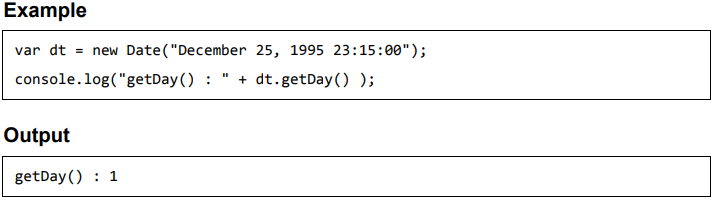 Example
var dt = new Date("December 25, 1995 23:15:00");
console.log("getDay() : " + dt.getDay() );
Output
getDay() : 1